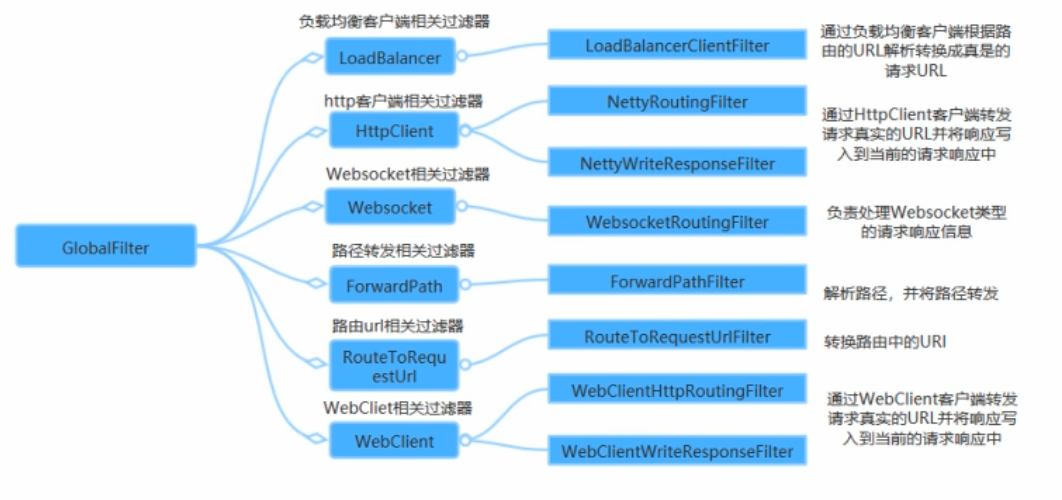 负载均衡客户端相关过滤器
LoadBalancer
LoadBalancerClientFilter
通过负载均衡客户端根据路
由的URL解析转换成真是的
请求URL
http客户端相关过滤器
HttpClient
NettyRoutingFilter
NettyWriteResponseFilter
通过HttpClient客户端转发
请求真实的URL并将响应写
入到当前的请求响应中
Websocket相关过滤器
Websocket
WebsocketRoutingFilter
负责处理Websocket类型
的请求响应信息
GlobalFilter
路径转发相关过滤器
ForwardPath
ForwardPathFilter
解析路径，并将路径转发
路由url相关过滤器
RouteToRequ
estUrl
RouteToRequestUrlFilter
转换路由中的URI
WebCliet相关过滤器
WebClient
WebClientHttpRoutingFilter
WebClientWriteResponseFilter
通过WebClient客户端转发
请求真实的URL并将响应写
入到当前的请求响应中